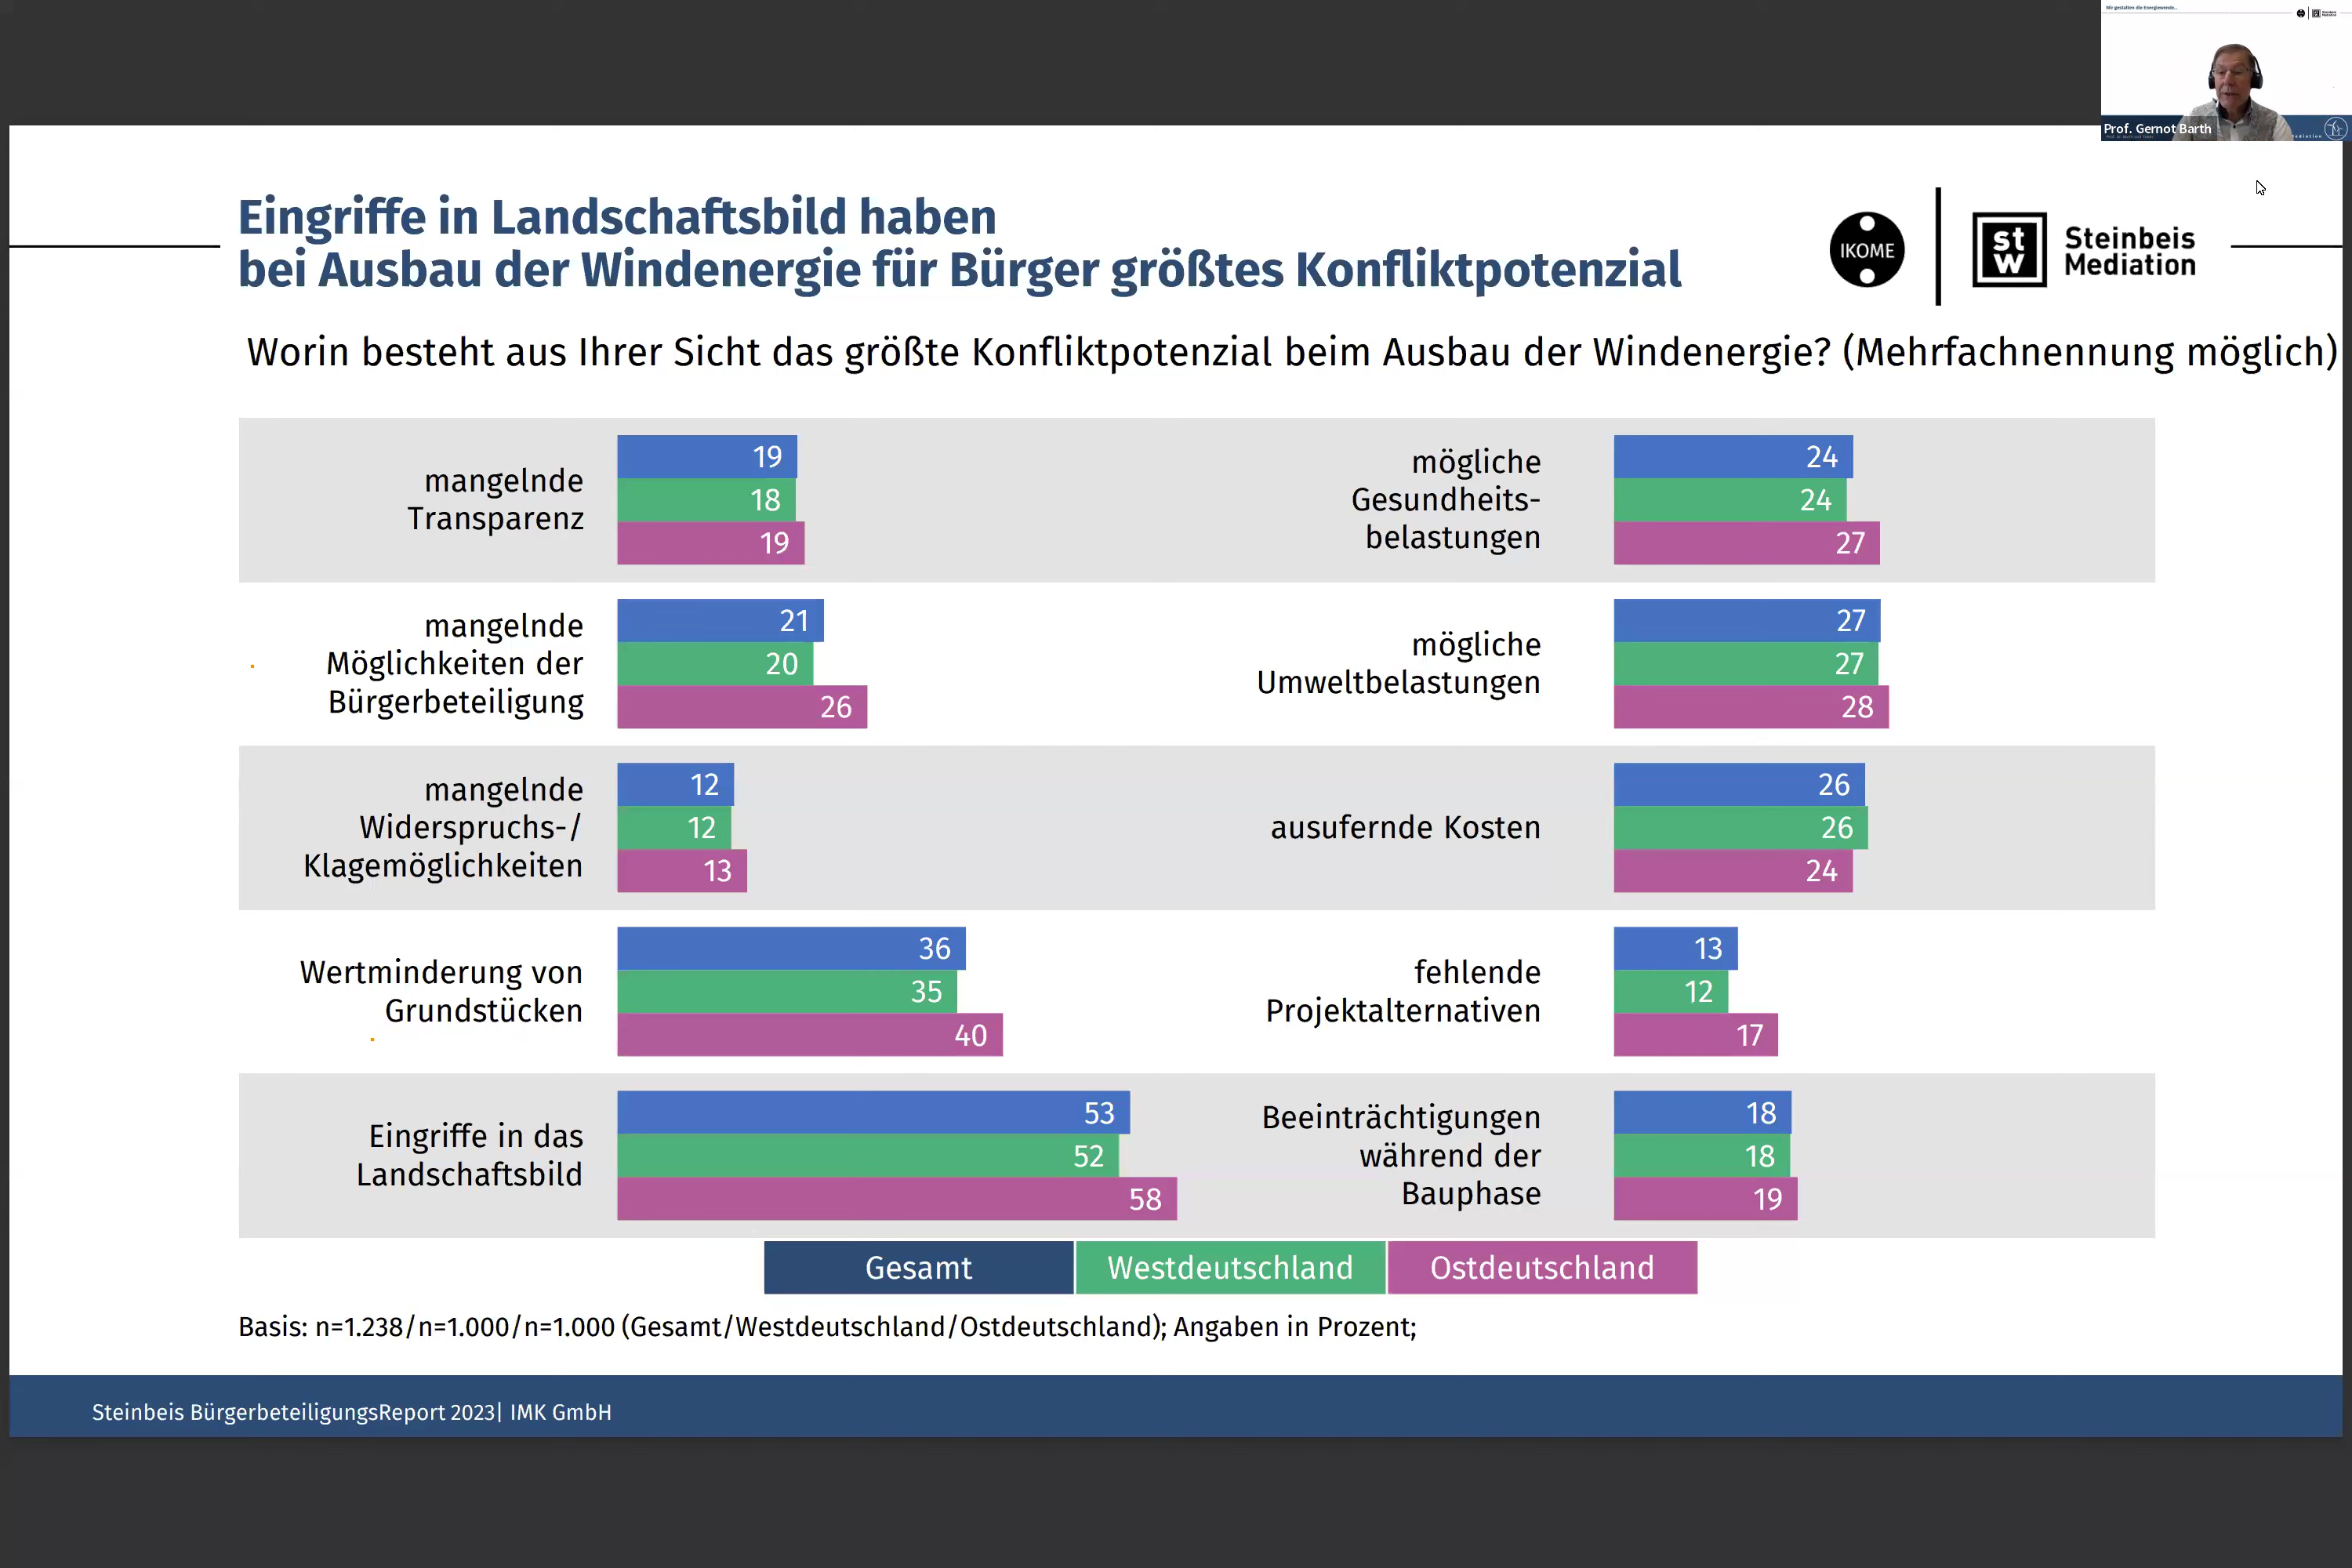 Wir gestalten die Energiewende...
Prof. Gernot Barth
Eingriffe in Landschaftsbild haben
bei Ausbau der Windenergie für Bürger größtes Konfliktpotenzial
IKOME
st
w
Steinbeis
Mediation
Worin besteht aus Ihrer Sicht das größte Konfliktpotenzial beim Ausbau der Windenergie? (Mehrfachnennung möglich)
mangelnde
Transparenz
19
18
19
mögliche
Gesundheits-
belastungen
24
24
27
mangelnde
Möglichkeiten der
Bürgerbeteiligung
21
20
26
mögliche
Umweltbelastungen
27
27
28
mangelnde
Widerspruchs-/
Klagemöglichkeiten
12
12
13
ausufernde Kosten
26
26
24
Wertminderung von
Grundstücken
36
35
40
fehlende
Projektalternativen
13
12
17
Eingriffe in das
Landschaftsbild
53
52
58
Beeinträchtigungen
während der
Bauphase
18
18
19
Gesamt
Westdeutschland
Ostdeutschland
Basis: n=1.238/n=1.000/n=1.000 (Gesamt/Westdeutschland/Ostdeutschland); Angaben in Prozent;
Steinbeis BürgerbeteiligungsReport 2023| IMK GmbH